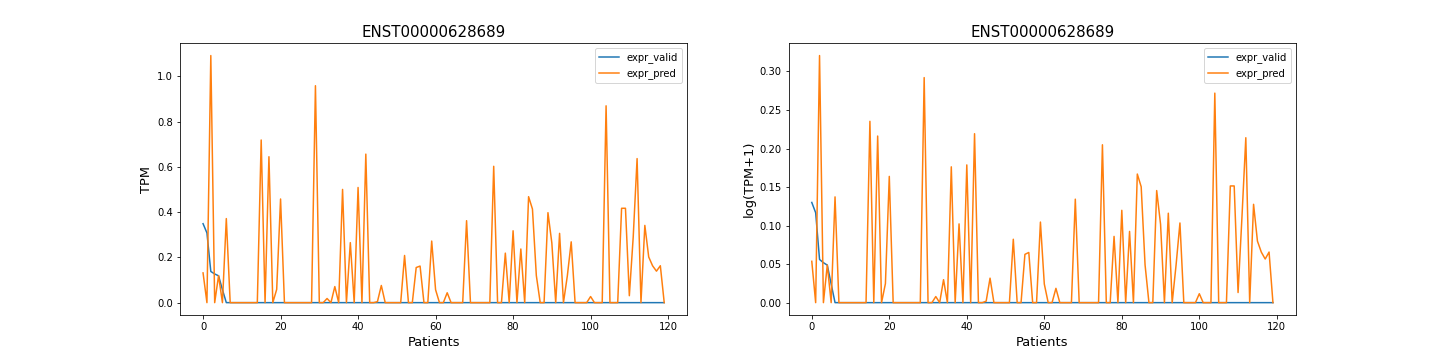 ENST00000628689
expr_valid
expr_pred
1.0
0.8
0.6
0.4
0.2
0.0
TPM
0 20 40 60 80 100 120
Patients
ENST00000628689
expr_valid
expr_pred
0.30
0.25
0.20
0.15
0.10
0.05
0.00
log(TPM+1)
0 20 40 60 80 100 120
Patients